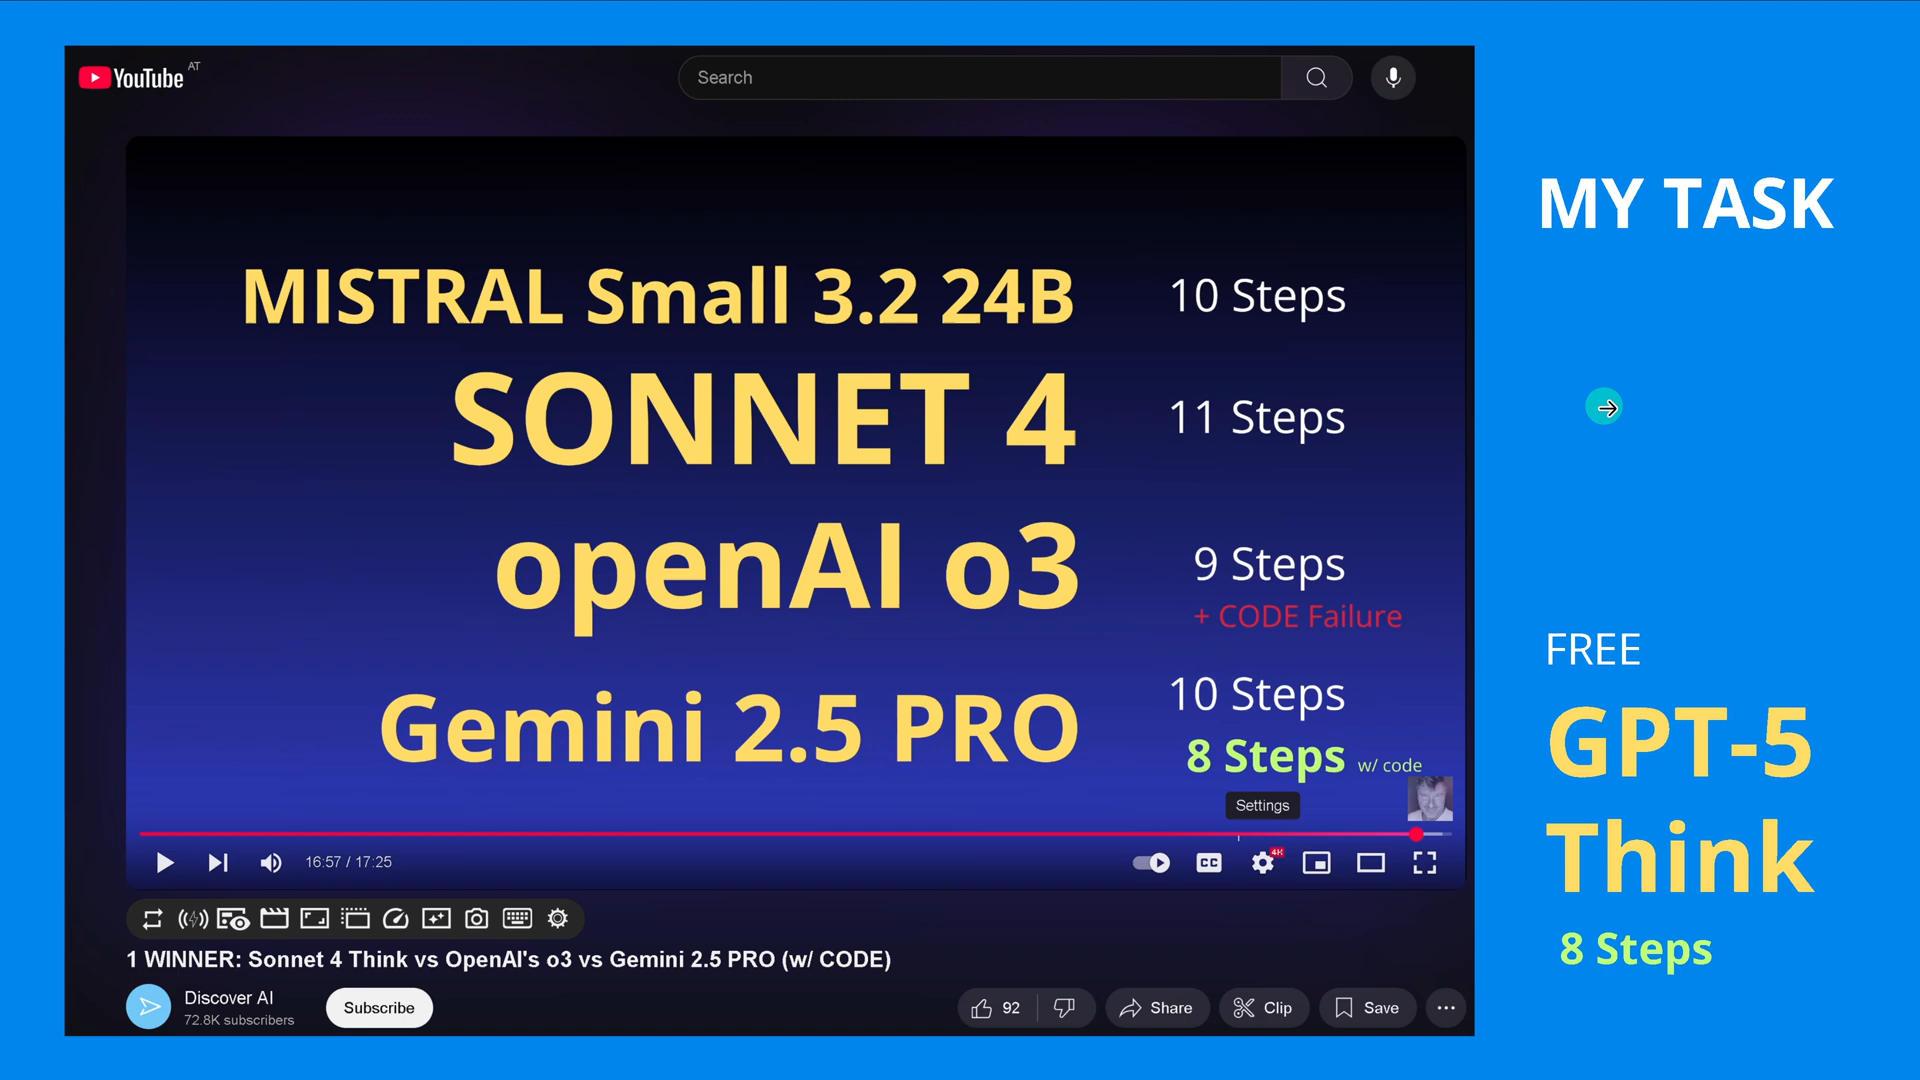 YouTube AT
Search
MY TASK
MISTRAL Small 3.2 24B 10 Steps
SONNET 4 11 Steps
openAI o3 9 Steps
+ CODE Failure
Gemini 2.5 PRO 10 Steps
8 Steps w/ code
Settings
16:57 / 17:25
CC
4K
1 WINNER: Sonnet 4 Think vs OpenAI's o3 vs Gemini 2.5 PRO (w/ CODE)
Discover AI
72.8K subscribers
Subscribe
92
Share
Clip
Save
FREE
GPT-5
Think
8 Steps